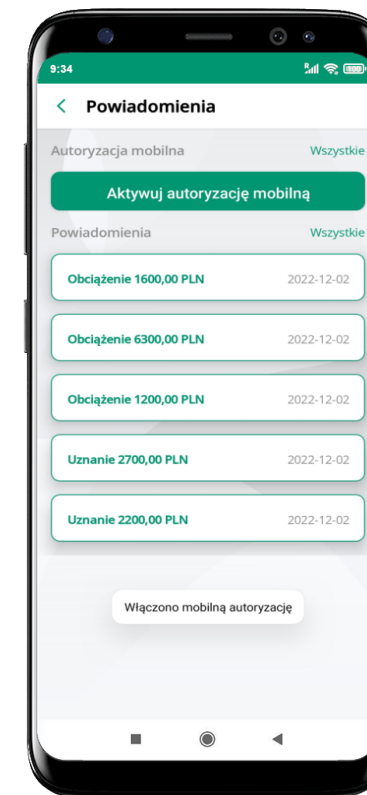 9:34
Powiadomienia
Autoryzacja mobilna Wszystkie
Aktywuj autoryzację mobilną
Powiadomienia Wszystkie
Obciążenie 1600,00 PLN 2022-12-02
Obciążenie 6300,00 PLN 2022-12-02
Obciążenie 1200,00 PLN 2022-12-02
Uznanie 2700,00 PLN 2022-12-02
Uznanie 2200,00 PLN 2022-12-02
Włączono mobilną autoryzację